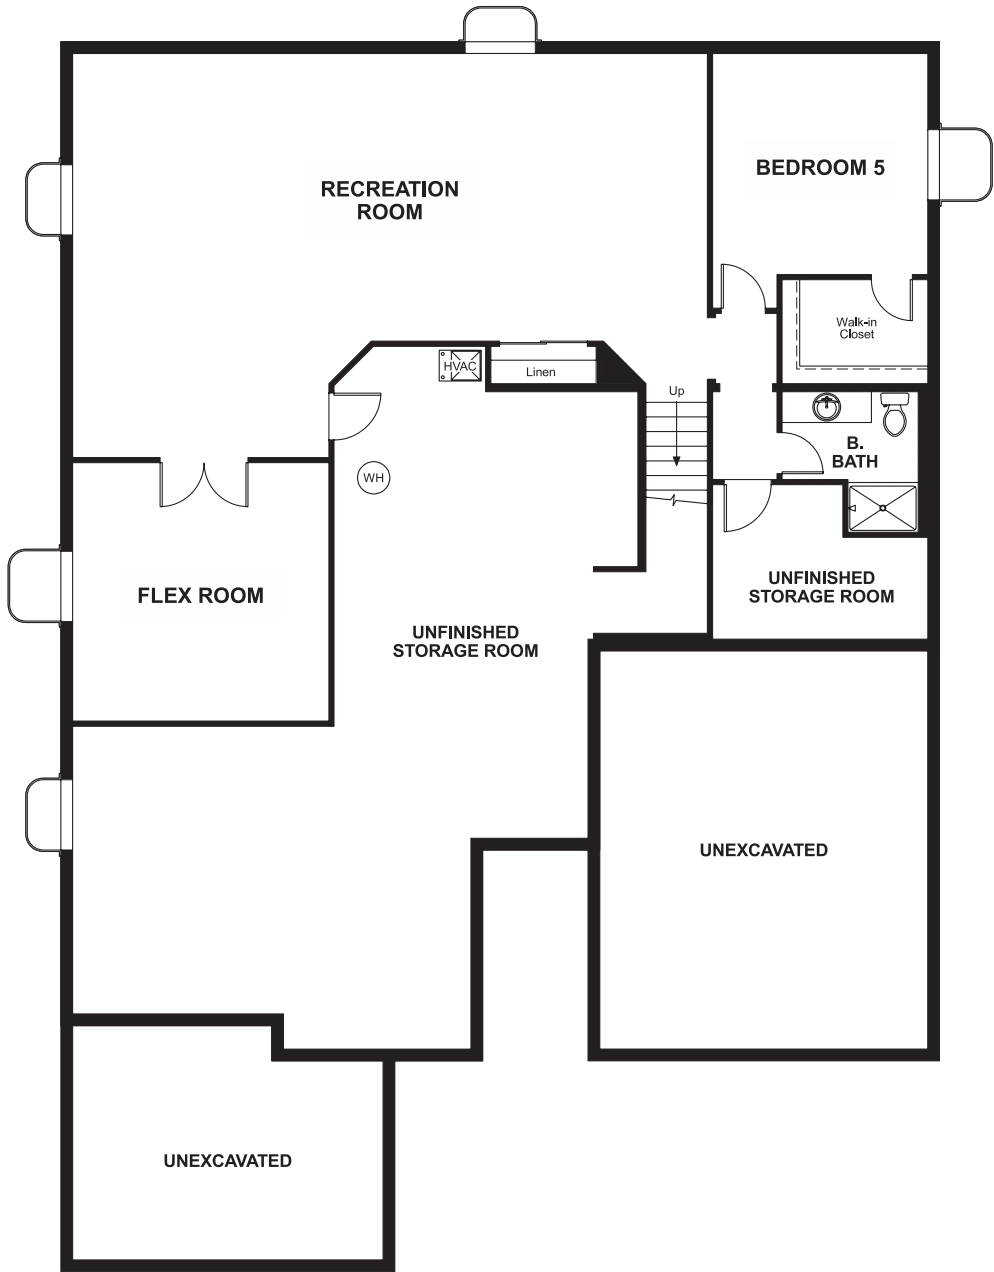 BEDROOM 5
RECREATION
ROOM
Walk-in
Closet
HVAC
Linen
Up
B.
BATH
WH
UNFINISHED
STORAGE ROOM
FLEX ROOM
UNFINISHED
STORAGE ROOM
UNEXCAVATED
UNEXCAVATED